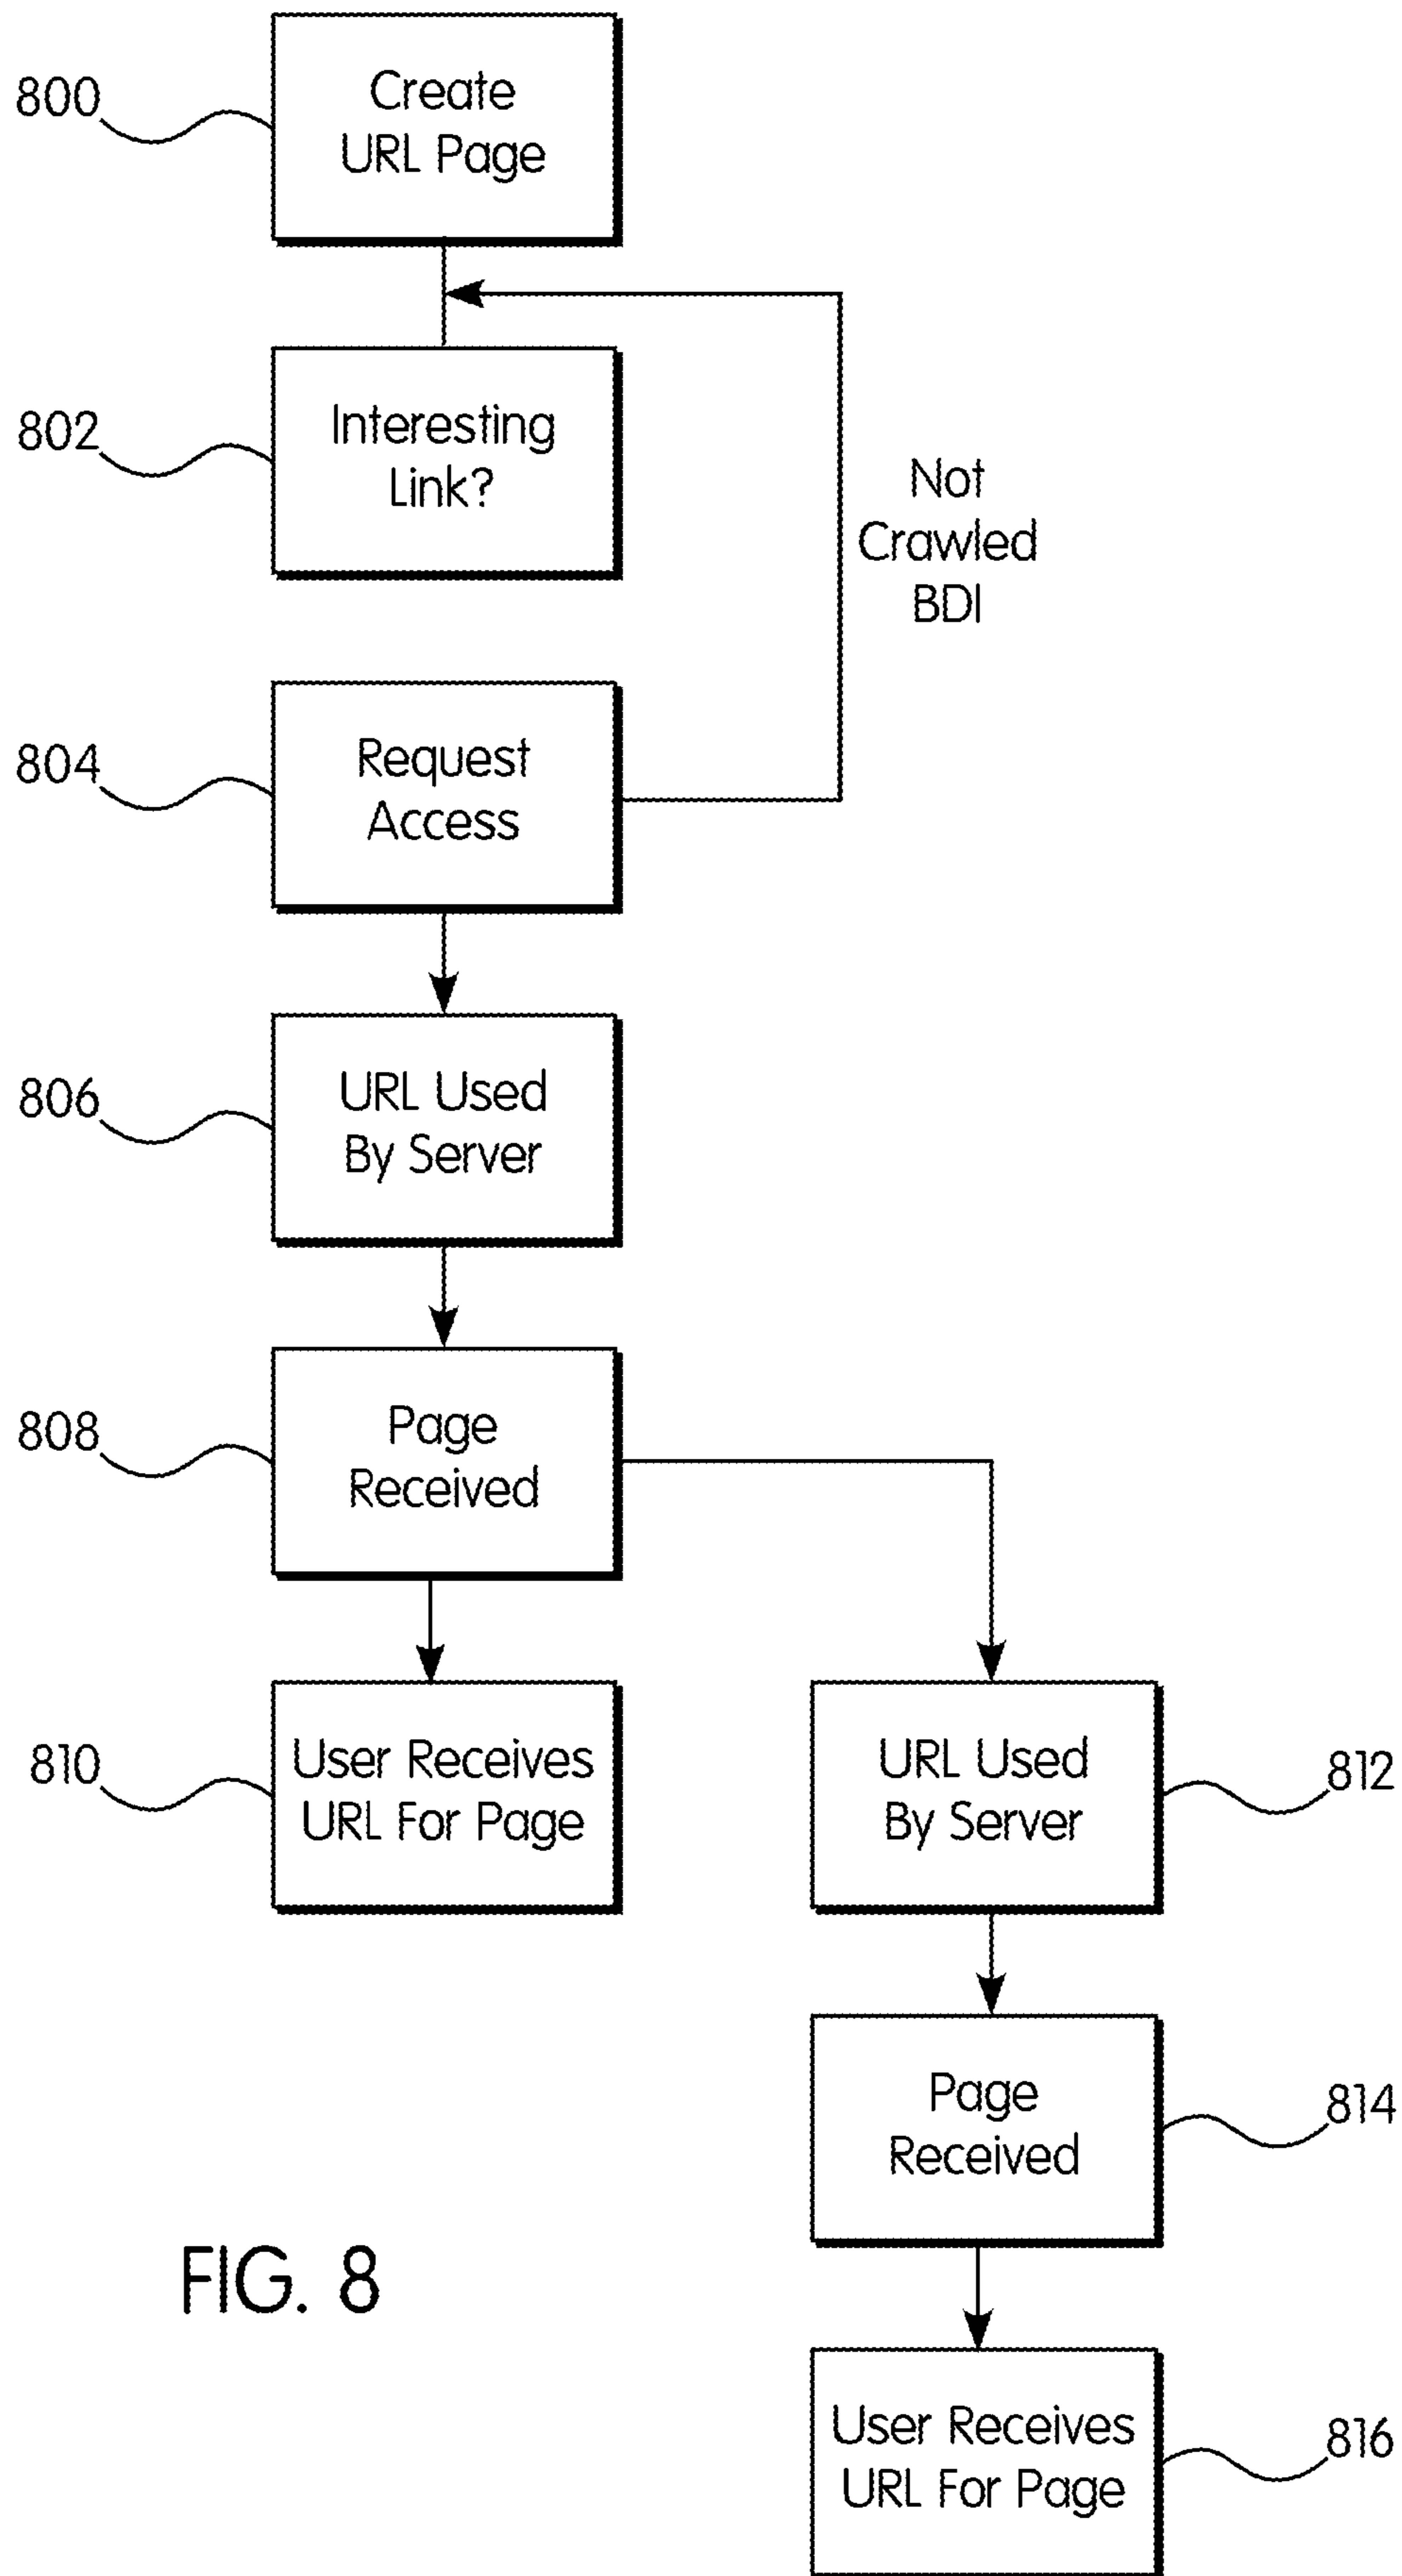 800
Create
URL Page
802
Interesting
Link?
Not
Crawled
BDI
804
Request
Access
806
URL Used
By Server
808
Page
Received
810
User Receives
URL For Page
URL Used
By Server
812
Page
Received
814
User Receives
URL For Page
816
FIG. 8